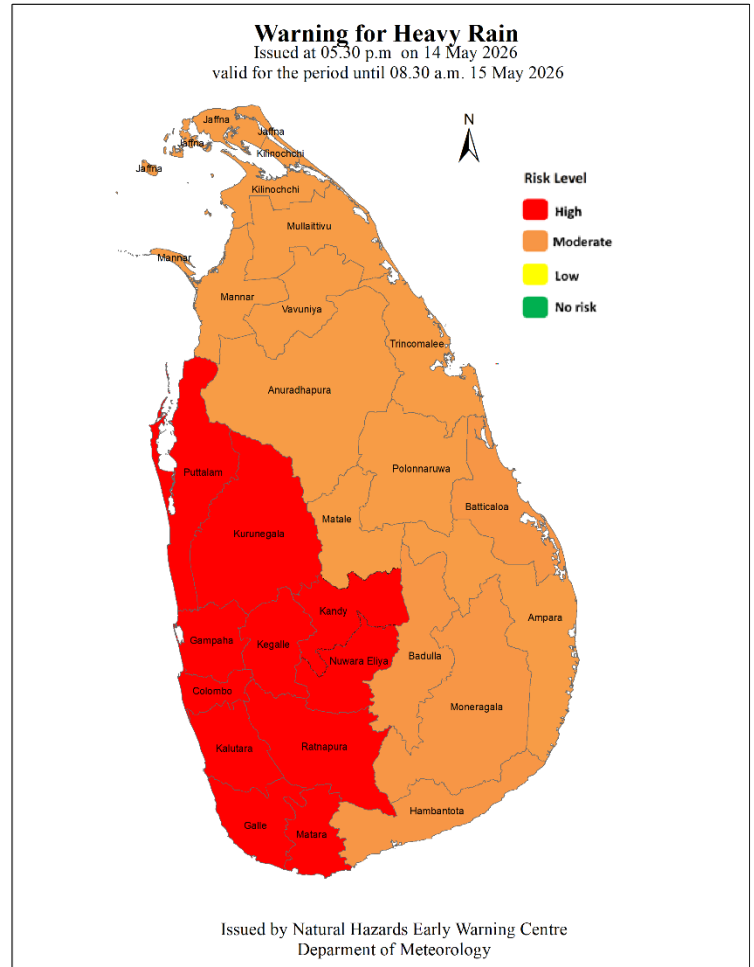 Warning for Heavy Rain
Issued at 05.30 p.m on 14 May 2026
valid for the period until 08.30 a.m. 15 May 2026
N
Jaffna
Jaffna
Jaffna
Kilinochchi
Jaffna
Kilinochchi
Risk Level
High
Moderate
Low
No risk
Mullaittivu
Mannar
Mannar
Vavuniya
Trincomalee
Anuradhapura
Polonnaruwa
Puttalam
Batticaloa
Matale
Kurunegala
Kandy
Ampara
Gampaha
Kegalle
Nuwara Eliya
Badulla
Colombo
Moneragala
Kalutara
Ratnapura
Hambantota
Galle
Matara
Issued by Natural Hazards Early Warning Centre
Deparment of Meteorology